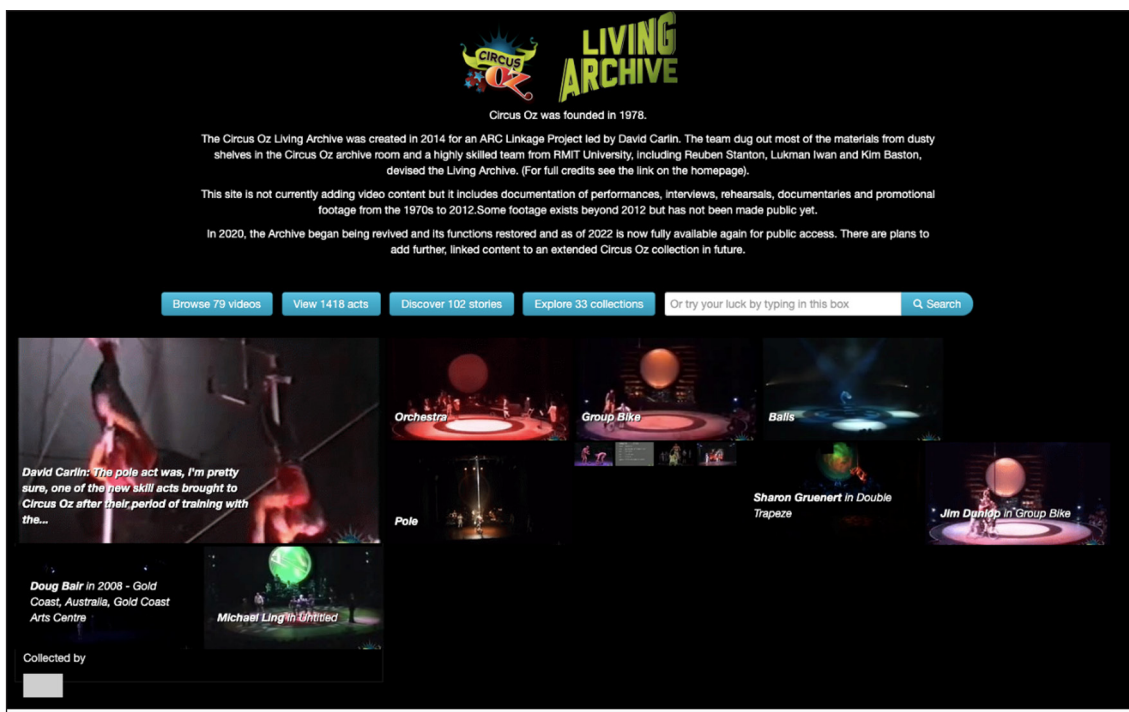 CIRCUS
OZ
LIVING
ARCHIVE
Circus Oz was founded in 1978.
The Circus Oz Living Archive was created in 2014 for an ARC Linkage Project led by David Carlin. The team dug out most of the materials from dusty
shelves in the Circus Oz archive room and a highly skilled team from RMIT University, including Reuben Stanton, Lukman Iwan and Kim Baston,
devised the Living Archive. (For full credits see the link on the homepage).
This site is not currently adding video content but it includes documentation of performances, interviews, rehearsals, documentaries and promotional
footage from the 1970s to 2012.Some footage exists beyond 2012 but has not been made public yet.
In 2020, the Archive began being revived and its functions restored and as of 2022 is now fully available again for public access. There are plans to
add further, linked content to an extended Circus Oz collection in future.
Browse 79 videos
View 1418 acts
Discover 102 stories
Explore 33 collections
Or try your luck by typing in this box
Search
David Carlin: The pole act was, I'm pretty
sure, one of the new skill acts brought to
Circus Oz after their period of training with
the...
Orchestra
Group Bike
Balls
Pole
Sharon Gruenert in Double
Trapeze
Jim Dunlop in Group Bike
Doug Bair in 2008 - Gold
Coast, Australia, Gold Coast
Arts Centre
Michael Ling in Untitled
Collected by